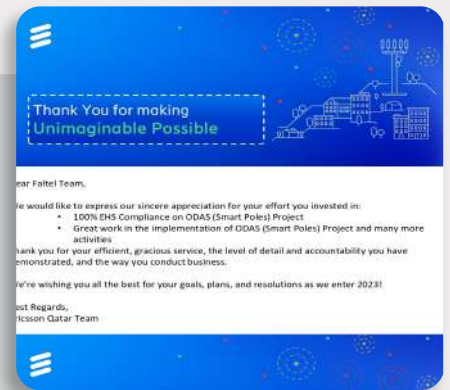 Thank You for making
Unimaginable Possible
ear Faltel Team,
e would like to express our sincere appreciation for your effort you invested in:
• 100% EHS Compliance on ODAS (Smart Poles) Project
• Great work in the implementation of ODAS (Smart Poles) Project and many more
activities
hank you for your efficient, gracious service, the level of detail and accountability you have
emonstrated, and the way you conduct business.
e're wishing you all the best for your goals, plans, and resolutions as we enter 2023!
est Regards,
ricsson Qatar Team